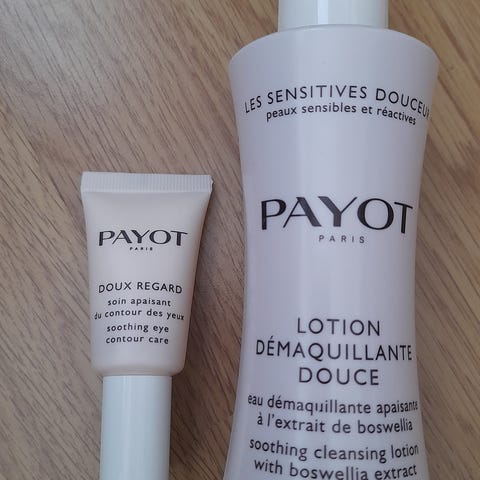 PAYOT
PARIS
DOUX REGARD
soin apaisant
du contour des yeux
soothing eye
contour care
LES SENSITIVES DOUCEUR
peaux sensibles et réactives
PAYOT
PARIS
LOTION
DÉMAQUILLANTE
DOUCE
eau démaquillante apaisante
à l'extrait de boswellia
soothing cleansing lotion
with boswellia extract